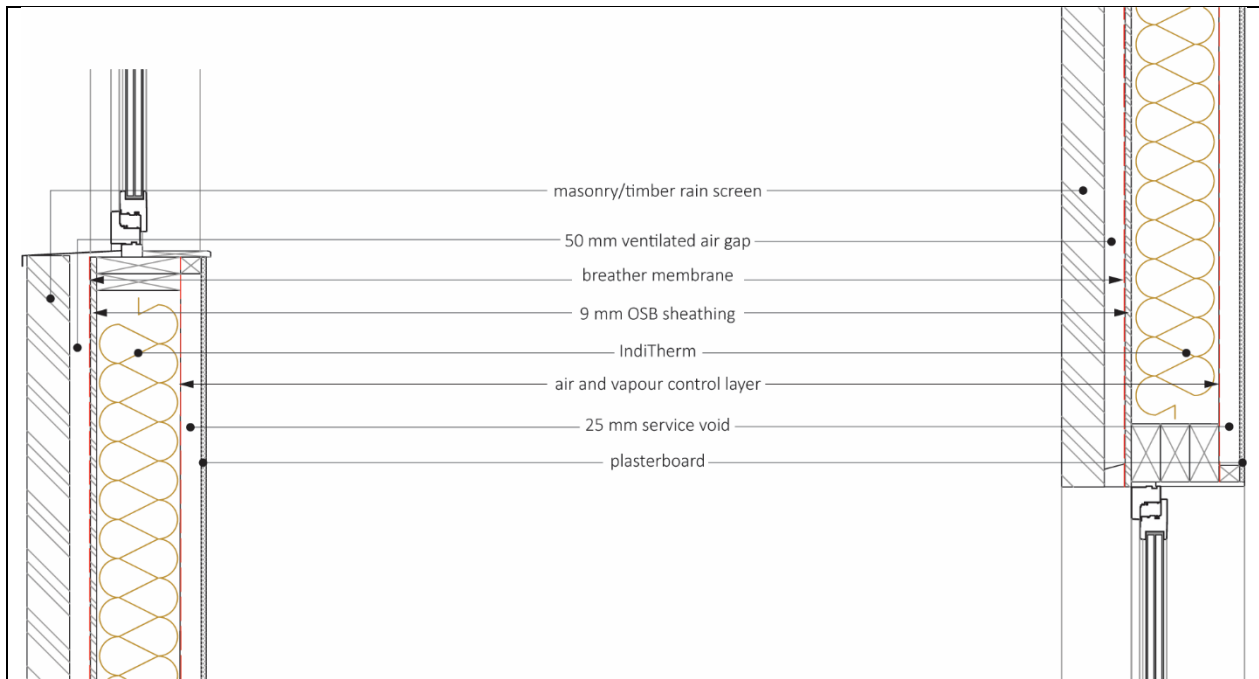 masonry/timber rain screen
50 mm ventilated air gap
breather membrane
9 mm OSB sheathing
IndiTherm
air and vapour control layer
25 mm service void
plasterboard